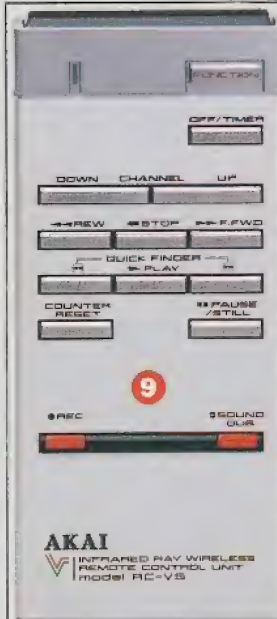 FUNCTION
OFF/TIMER
DOWN CHANNEL UP
◄◄REW ■STOP ►►F.FWD
QUICK FINDER
◄◄ ►PLAY ►►
COUNTER RESET
▮▮PAUSE /STILL
9
●REC
SOUND DUB
AKAI
INFRARED RAY WIRELESS
REMOTE CONTROL UNIT
model RC-V5